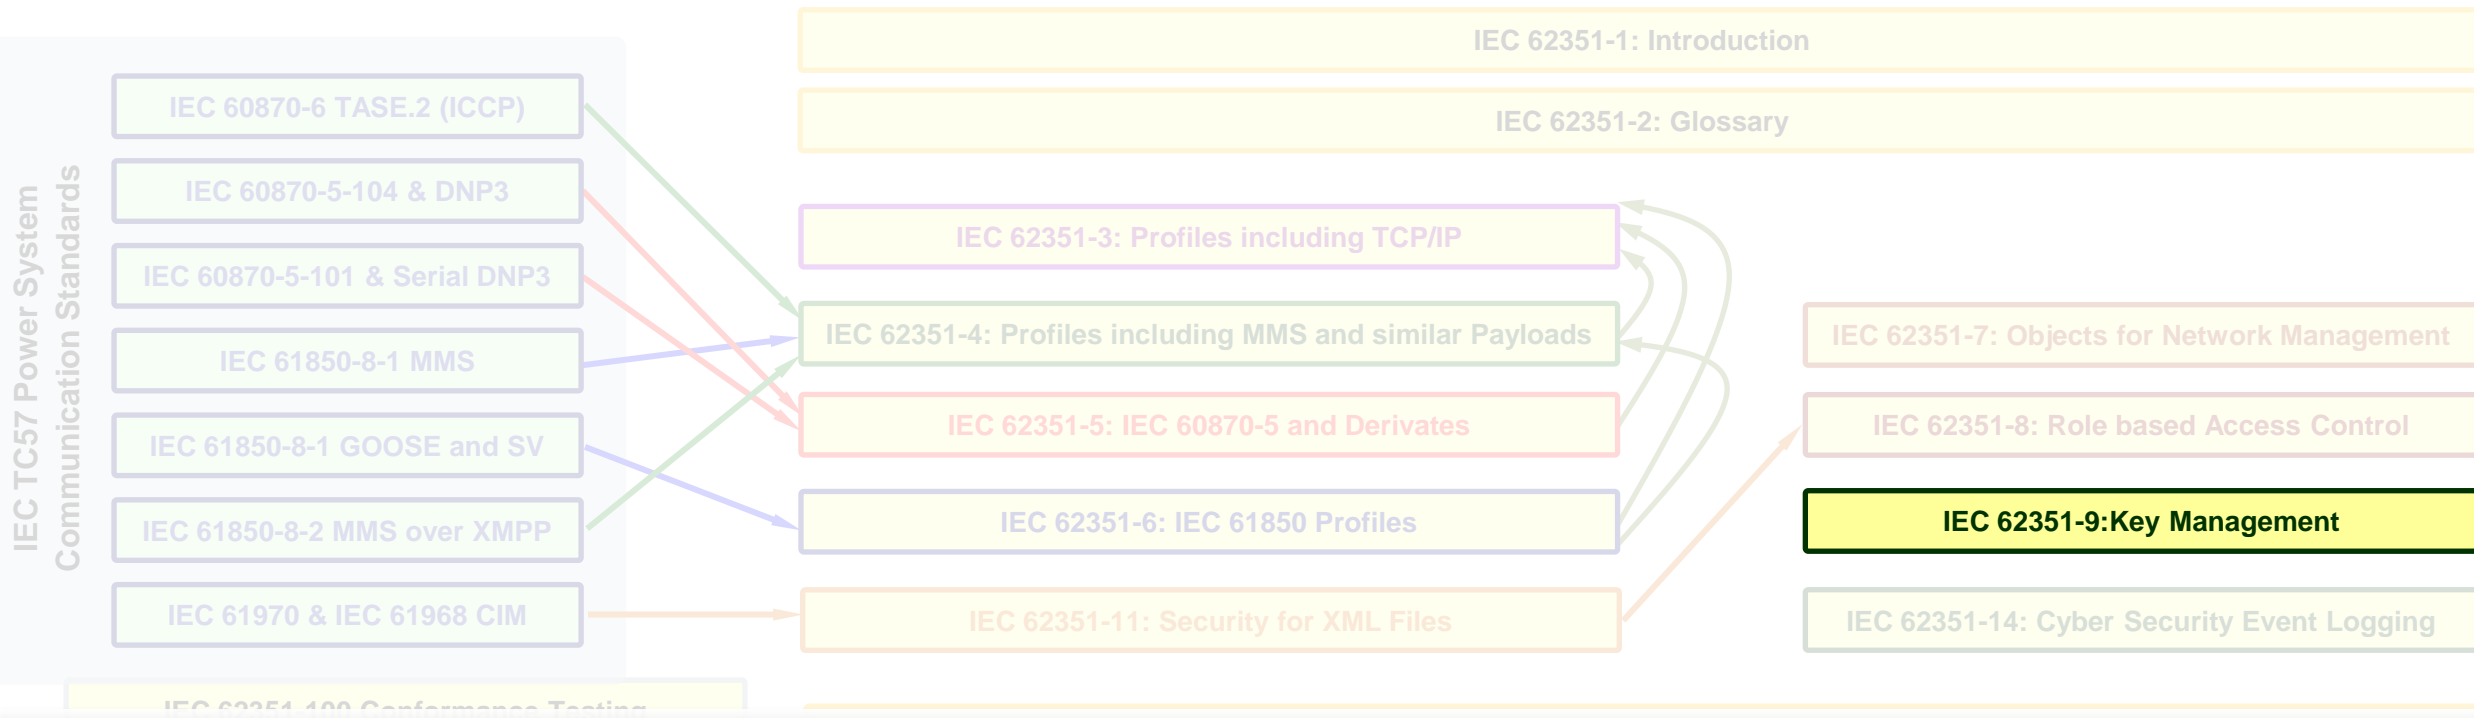 IEC 62351-1: Introduction
IEC 62351-2: Glossary
IEC TC57 Power System
Communication Standards
IEC 60870-6 TASE.2 (ICCP)
IEC 60870-5-104 & DNP3
IEC 60870-5-101 & Serial DNP3
IEC 61850-8-1 MMS
IEC 61850-8-1 GOOSE and SV
IEC 61850-8-2 MMS over XMPP
IEC 61970 & IEC 61968 CIM
IEC 62351-3: Profiles including TCP/IP
IEC 62351-4: Profiles including MMS and similar Payloads
IEC 62351-5: IEC 60870-5 and Derivates
IEC 62351-6: IEC 61850 Profiles
IEC 62351-11: Security for XML Files
IEC 62351-7: Objects for Network Management
IEC 62351-8: Role based Access Control
IEC 62351-9:Key Management
IEC 62351-14: Cyber Security Event Logging
IEC 62351-100 Conformance Testing